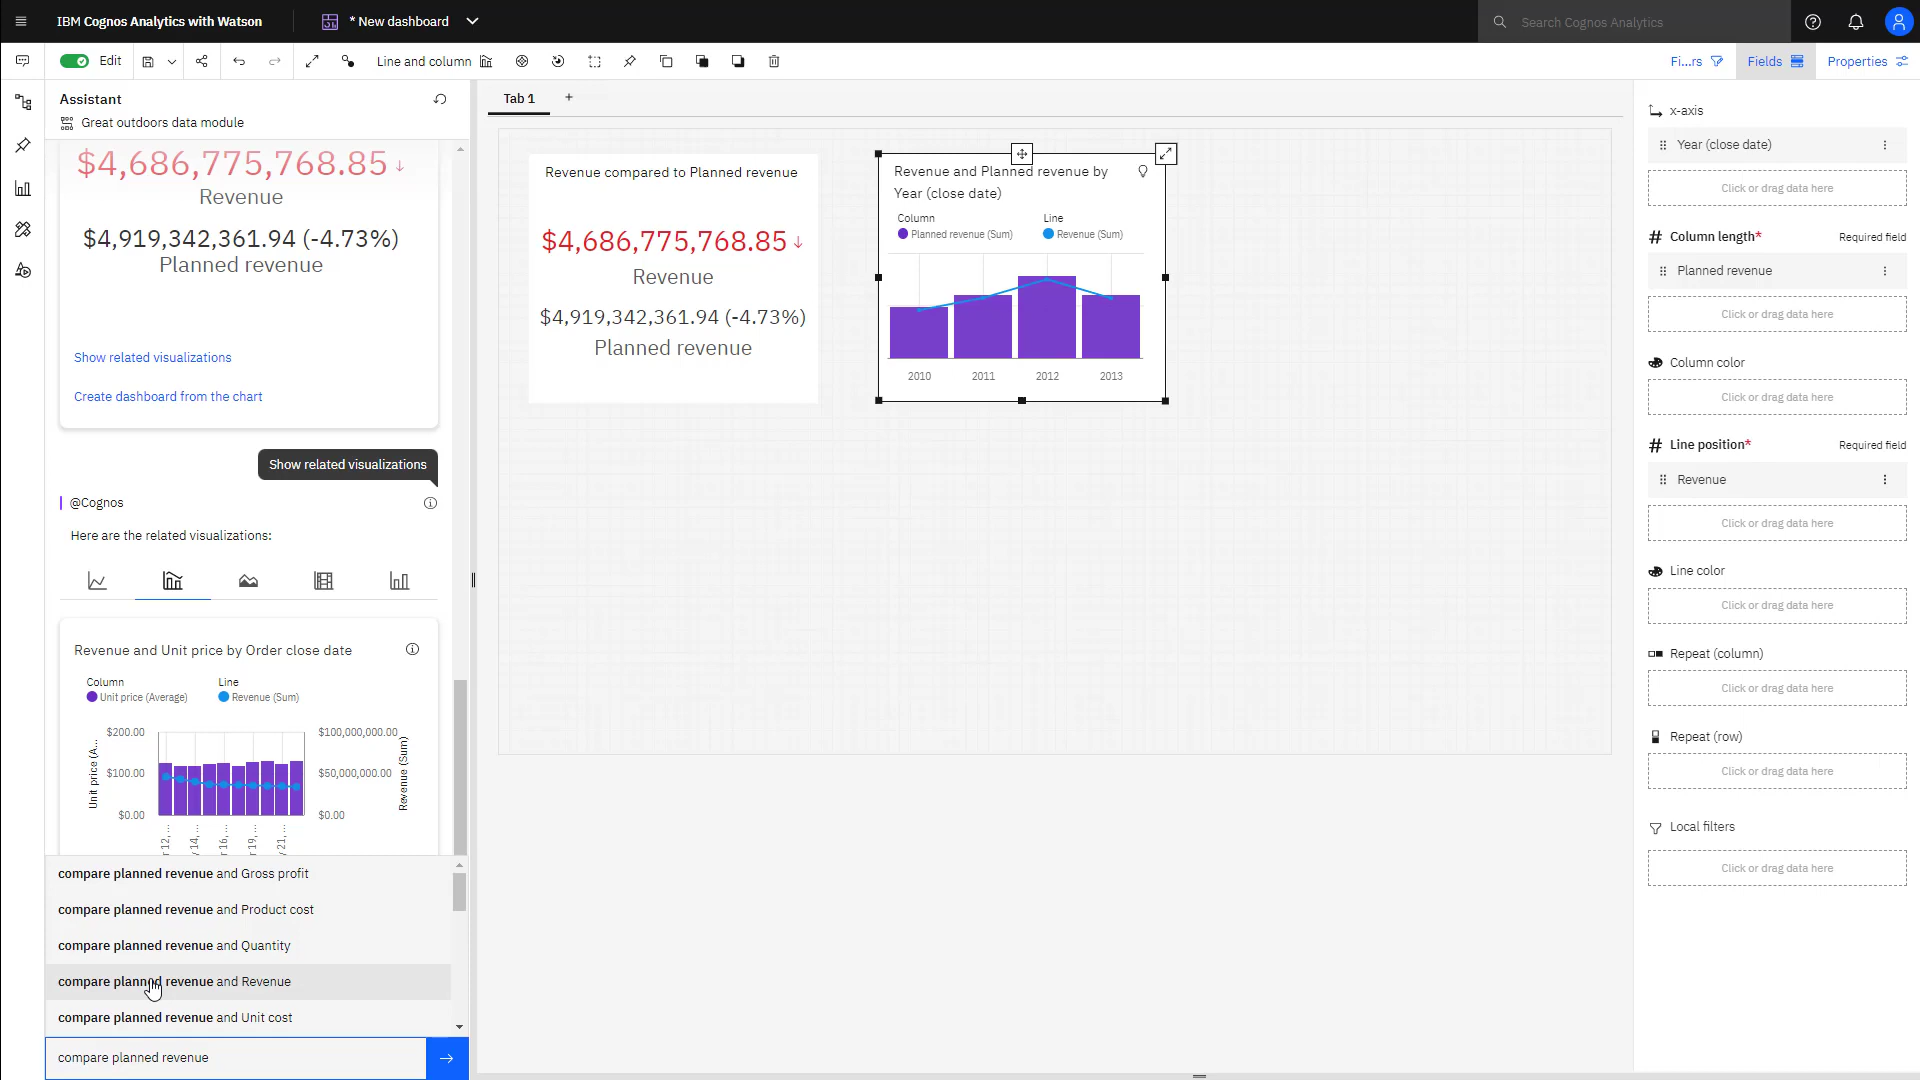 IBM Cognos Analytics with Watson
* New dashboard
Search Cognos Analytics
Edit
Line and column
Fi...rs
Fields
Properties
Assistant
Great outdoors data module
$4,686,775,768.85 ↓
Revenue
$4,919,342,361.94 (-4.73%)
Planned revenue
Show related visualizations
Create dashboard from the chart
Show related visualizations
@Cognos
Here are the related visualizations:
Revenue and Unit price by Order close date
Column
Line
Unit price (Average)
Revenue (Sum)
$200.00
$100.00
$0.00
Unit price (A...
$100,000,000.00
$50,000,000.00
$0.00
Revenue (Sum)
r 12,...
/ 14,...
r 16,...
r 19,...
y 21,...
compare planned revenue and Gross profit
compare planned revenue and Product cost
compare planned revenue and Quantity
compare planned revenue and Revenue
compare planned revenue and Unit cost
compare planned revenue
Tab 1
+
Revenue compared to Planned revenue
$4,686,775,768.85 ↓
Revenue
$4,919,342,361.94 (-4.73%)
Planned revenue
Revenue and Planned revenue by
Year (close date)
Column
Line
Planned revenue (Sum)
Revenue (Sum)
2010
2011
2012
2013
x-axis
Year (close date)
Click or drag data here
# Column length*
Required field
Planned revenue
Click or drag data here
Column color
Click or drag data here
# Line position*
Required field
Revenue
Click or drag data here
Line color
Click or drag data here
Repeat (column)
Click or drag data here
Repeat (row)
Click or drag data here
Local filters
Click or drag data here